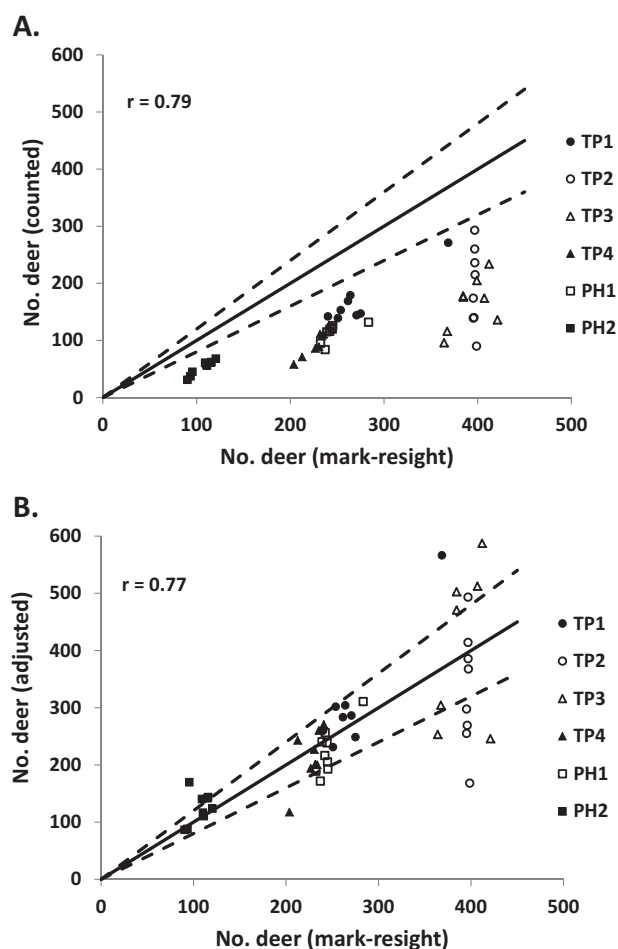 A.
600
500
400
300
200
100
0
r = 0.79
No. deer (counted)
TP1
TP2
TP3
TP4
PH1
PH2
0 100 200 300 400 500
No. deer (mark-resight)
B.
600
500
400
300
200
100
0
r = 0.77
No. deer (adjusted)
TP1
TP2
TP3
TP4
PH1
PH2
0 100 200 300 400 500
No. deer (mark-resight)